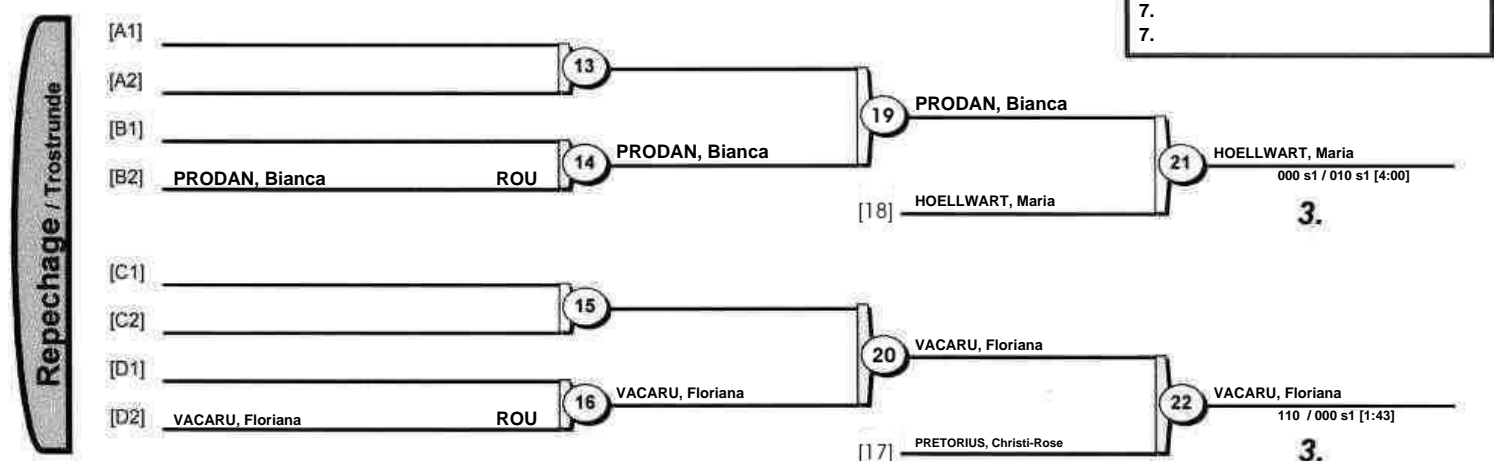 7.
7.
Repechage / Trostrunde
[A1]
[A2]
13
[B1]
[B2] PRODAN, Bianca ROU
14 PRODAN, Bianca
19 PRODAN, Bianca
[18] HOELLWART, Maria
21 HOELLWART, Maria
000 s1 / 010 s1 [4:00]
3.
[C1]
[C2]
15
[D1]
[D2] VACARU, Floriana ROU
16 VACARU, Floriana
20 VACARU, Floriana
[17] PRETORIUS, Christi-Rose
22 VACARU, Floriana
110 / 000 s1 [1:43]
3.